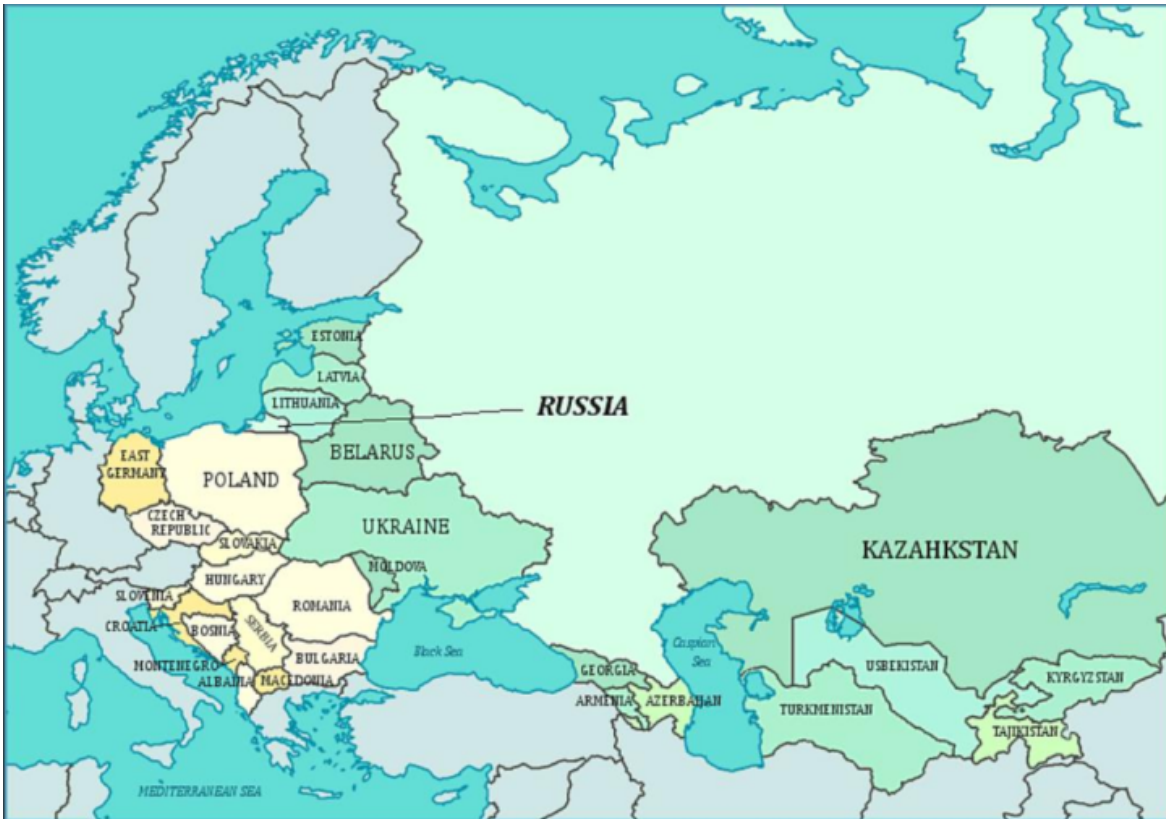 ESTONIA
LATVIA
LITHUANIA
RUSSIA
BELARUS
EAST
GERMANY
POLAND
CZECH
REPUBLIC
UKRAINE
SLOVAKIA
KAZAHKSTAN
MOLDOVA
HUNGARY
SLOVENIA
ROMANIA
CROATIA
BOSNIA
SERBIA
Black Sea
Caspian
Sea
BULGARIA
MONTENEGRO
ALBANIA
MACEDONIA
GEORGIA
ARMENIA
AZERBAIJAN
USBEKISTAN
KYRGYZSTAN
TURKMENISTAN
TAJIKISTAN
MEDITERRANEAN SEA